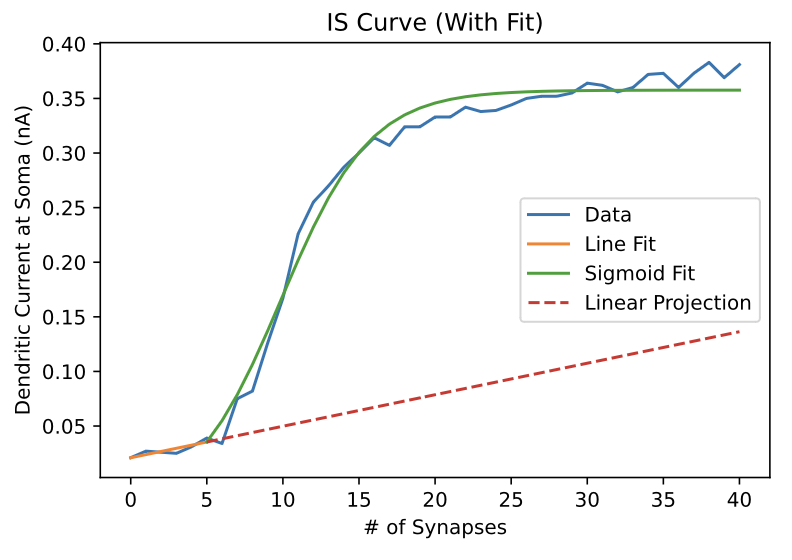 IS Curve (With Fit)
Dendritic Current at Soma (nA)
0.40
0.35
0.30
0.25
0.20
0.15
0.10
0.05
Data
Line Fit
Sigmoid Fit
Linear Projection
0 5 10 15 20 25 30 35 40
# of Synapses